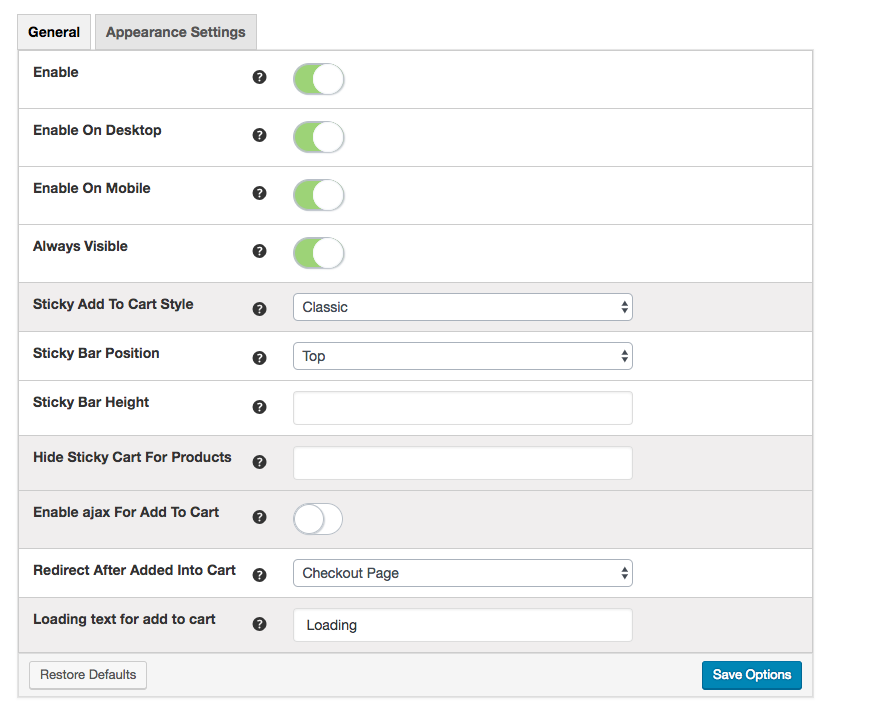 General
Appearance Settings
Enable ?
Enable On Desktop ?
Enable On Mobile ?
Always Visible ?
Sticky Add To Cart Style ? Classic
Sticky Bar Position ? Top
Sticky Bar Height ?
Hide Sticky Cart For Products ?
Enable ajax For Add To Cart ?
Redirect After Added Into Cart ? Checkout Page
Loading text for add to cart ? Loading
Restore Defaults
Save Options